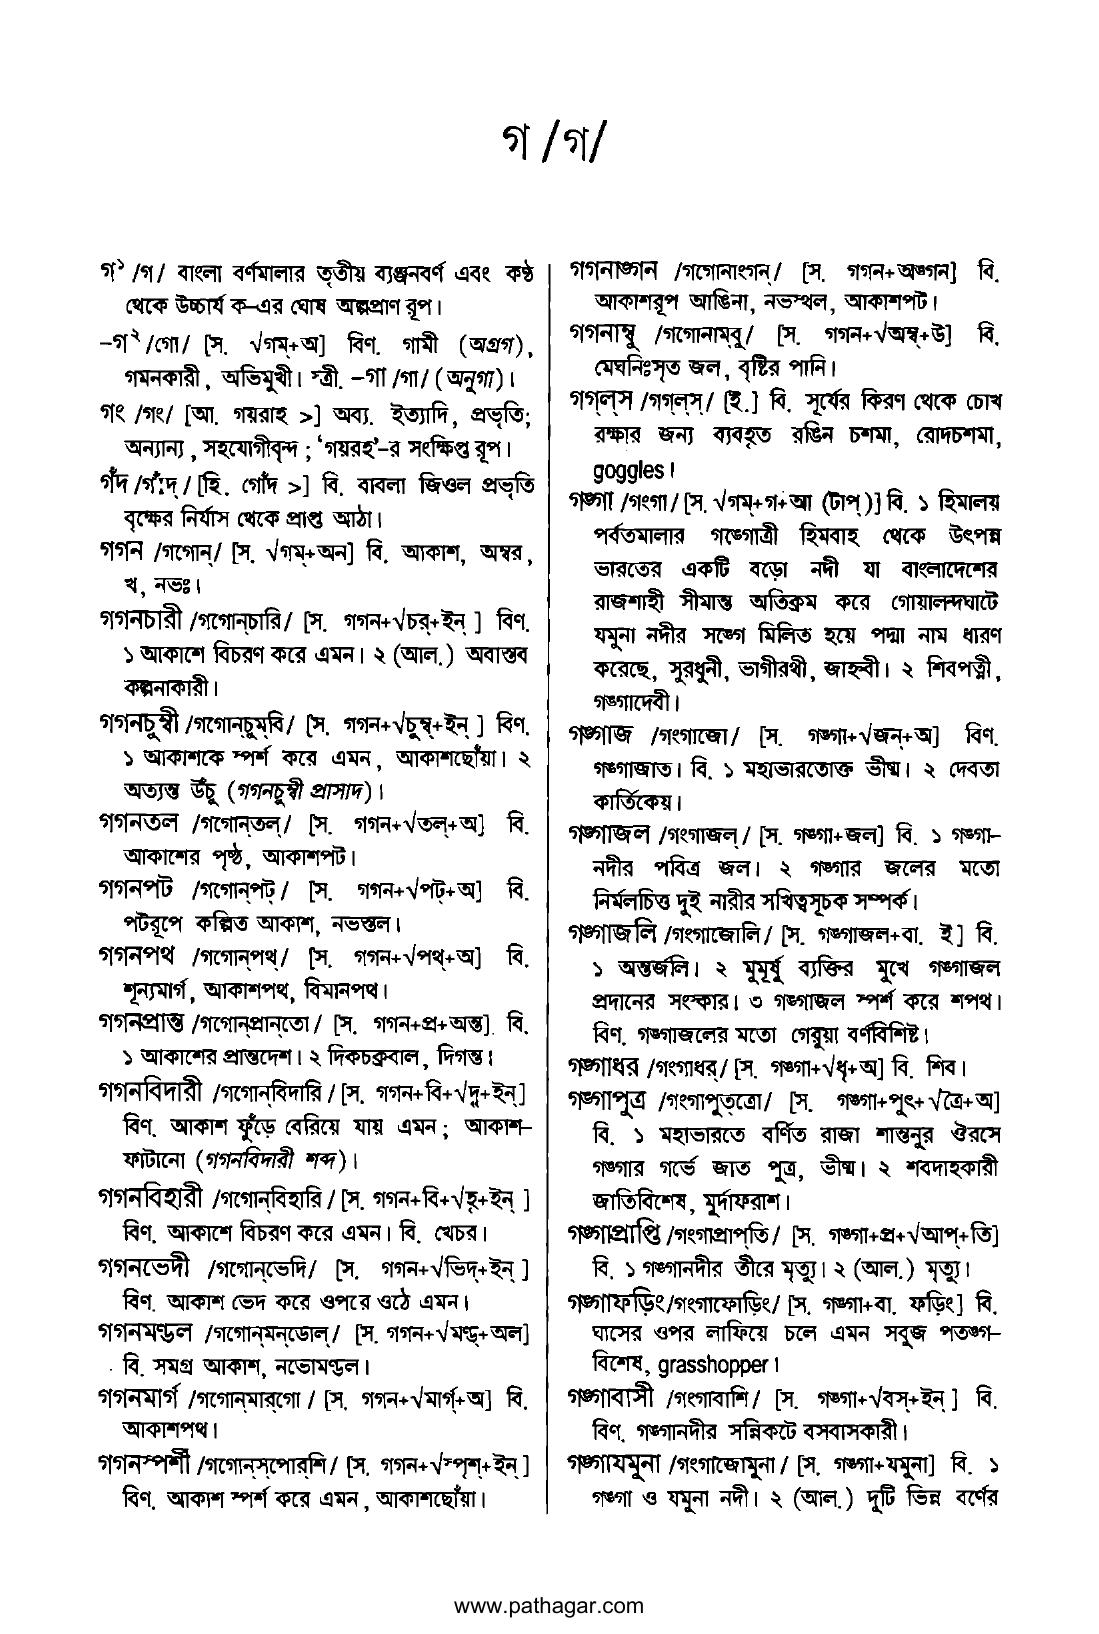 গ /গ/
গ১ /গ/ বাংলা বর্ণমালার তৃতীয় ব্যঞ্জনবর্ণ এবং কণ্ঠ
থেকে উচ্চার্য ক-এর ঘোষ অল্পপ্রাণ রূপ।
-গ২ /গো/ [স. √গম্+অ] বিণ. গামী (অগ্রগ),
গমনকারী, অভিমুখী। স্ত্রী. -গা /গা/ (অনুগা)।
গং /গং/ [আ. গয়রাহ >] অব্য. ইত্যাদি, প্রভৃতি;
অন্যান্য, সহযোগীবৃন্দ; ‘গয়রহ’-র সংক্ষিপ্ত রূপ।
গঁদ /গঁদ্/ [হি. গোঁদ >] বি. বাবলা জিওল প্রভৃতি
বৃক্ষের নির্যাস থেকে প্রাপ্ত আঠা।
গগন /গগোন্/ [স. √গম্+অন] বি. আকাশ, অম্বর,
খ, নভঃ।
গগনচারী /গগোন্‌চারি/ [স. গগন+√চর্+ইন্ ] বিণ.
১ আকাশে বিচরণ করে এমন। ২ (আল.) অবাস্তব
কল্পনাকারী।
গগনচুম্বী /গগোন্‌চুম্‌বি/ [স. গগন+√চুম্ব্+ইন্ ] বিণ.
১ আকাশকে স্পর্শ করে এমন, আকাশছোঁয়া। ২
অত্যন্ত উঁচু (গগনচুম্বী প্রাসাদ)।
গগনতল /গগোন্‌তল্/ [স. গগন+√তল্+অ] বি.
আকাশের পৃষ্ঠ, আকাশপট।
গগনপট /গগোন্‌পট্/ [স. গগন+√পট্+অ] বি.
পটরূপে কল্পিত আকাশ, নভস্তল।
গগনপথ /গগোন্‌পথ্/ [স. গগন+√পথ্+অ] বি.
শূন্যমার্গ, আকাশপথ, বিমানপথ।
গগনপ্রান্ত /গগোন্‌প্রান্‌তো/ [স. গগন+প্র+অন্ত]. বি.
১ আকাশের প্রান্তদেশ। ২ দিকচক্রবাল, দিগন্ত।
গগনবিদারী /গগোন্‌বিদারি/ [স. গগন+বি+√দৄ+ইন্]
বিণ. আকাশ ফুঁড়ে বেরিয়ে যায় এমন; আকাশ-
ফাটানো (গগনবিদারী শব্দ)।
গগনবিহারী /গগোন্‌বিহারি/ [স. গগন+বি+√হৃ+ইন্ ]
বিণ. আকাশে বিচরণ করে এমন। বি. খেচর।
গগনভেদী /গগোন্‌ভেদি/ [স. গগন+√ভিদ্+ইন্ ]
বিণ. আকাশ ভেদ করে ওপরে ওঠে এমন।
গগনমণ্ডল /গগোন্‌মন্‌ডোল্/ [স. গগন+√মণ্ড্+অল]
বি. সমগ্র আকাশ, নভোমণ্ডল।
গগনমার্গ /গগোন্‌মার্‌গো/ [স. গগন+√মার্গ্+অ] বি.
আকাশপথ।
গগনস্পর্শী /গগোন্‌স্‌পোর্‌শি/ [স. গগন+√স্পৃশ্+ইন্ ]
বিণ. আকাশ স্পর্শ করে এমন, আকাশছোঁয়া।
গগনাঙ্গন /গগোনাংগন্/ [স. গগন+অঙ্গন] বি.
আকাশরূপ আঙিনা, নভস্থল, আকাশপট।
গগনাম্বু /গগোনাম্‌বু/ [স. গগন+√অম্ব+উ] বি.
মেঘনিঃসৃত জল, বৃষ্টির পানি।
গগ্‌ল্‌স /গগ্‌ল্‌স্/ [ই.] বি. সূর্যের কিরণ থেকে চোখ
রক্ষার জন্য ব্যবহৃত রঙিন চশমা, রোদচশমা,
goggles।
গঙ্গা /গংগা/ [স. √গম্+গ+আ (টাপ্)] বি. ১ হিমালয়
পর্বতমালার গঙ্গোত্রী হিমবাহ থেকে উৎপন্ন
ভারতের একটি বড়ো নদী যা বাংলাদেশের
রাজশাহী সীমান্ত অতিক্রম করে গোয়ালন্দঘাটে
যমুনা নদীর সঙ্গে মিলিত হয়ে পদ্মা নাম ধারণ
করেছে, সুরধুনী, ভাগীরথী, জাহ্নবী। ২ শিবপত্নী,
গঙ্গাদেবী।
গঙ্গাজ /গংগাজো/ [স. গঙ্গা+√জন্+অ] বিণ.
গঙ্গাজাত। বি. ১ মহাভারতোক্ত ভীষ্ম। ২ দেবতা
কার্তিকেয়।
গঙ্গাজল /গংগাজল্/ [স. গঙ্গা+জল] বি. ১ গঙ্গা-
নদীর পবিত্র জল। ২ গঙ্গার জলের মতো
নির্মলচিত্ত দুই নারীর সখিত্বসূচক সম্পর্ক।
গঙ্গাজলি /গংগাজোলি/ [স. গঙ্গাজল+বা. ই] বি.
১ অন্তর্জলি। ২ মুমূর্ষু ব্যক্তির মুখে গঙ্গাজল
প্রদানের সংস্কার। ৩ গঙ্গাজল স্পর্শ করে শপথ।
বিণ. গঙ্গাজলের মতো গেরুয়া বর্ণবিশিষ্ট।
গঙ্গাধর /গংগাধর্/ [স. গঙ্গা+√ধৃ+অ] বি. শিব।
গঙ্গাপুত্র /গংগাপুত্‌ত্রো/ [স. গঙ্গা+পুৎ+√ত্রৈ+অ]
বি. ১ মহাভারতে বর্ণিত রাজা শান্তনুর ঔরসে
গঙ্গার গর্ভে জাত পুত্র, ভীষ্ম। ২ শবদাহকারী
জাতিবিশেষ, মুর্দাফরাশ।
গঙ্গাপ্রাপ্তি /গংগাপ্রাপ্‌তি/ [স. গঙ্গা+প্র+√আপ্+তি]
বি. ১ গঙ্গানদীর তীরে মৃত্যু। ২ (আল.) মৃত্যু।
গঙ্গাফড়িং /গংগাফোড়িং/ [স. গঙ্গা+বা. ফড়িং] বি.
ঘাসের ওপর লাফিয়ে চলে এমন সবুজ পতঙ্গ-
বিশেষ, grasshopper।
গঙ্গাবাসী /গংগাবাশি/ [স. গঙ্গা+√বস্+ইন্ ] বি.
বিণ. গঙ্গানদীর সন্নিকটে বসবাসকারী।
গঙ্গাযমুনা /গংগাজোমুনা/ [স. গঙ্গা+যমুনা] বি. ১
গঙ্গা ও যমুনা নদী। ২ (আল.) দুটি ভিন্ন বর্ণের
www.pathagar.com